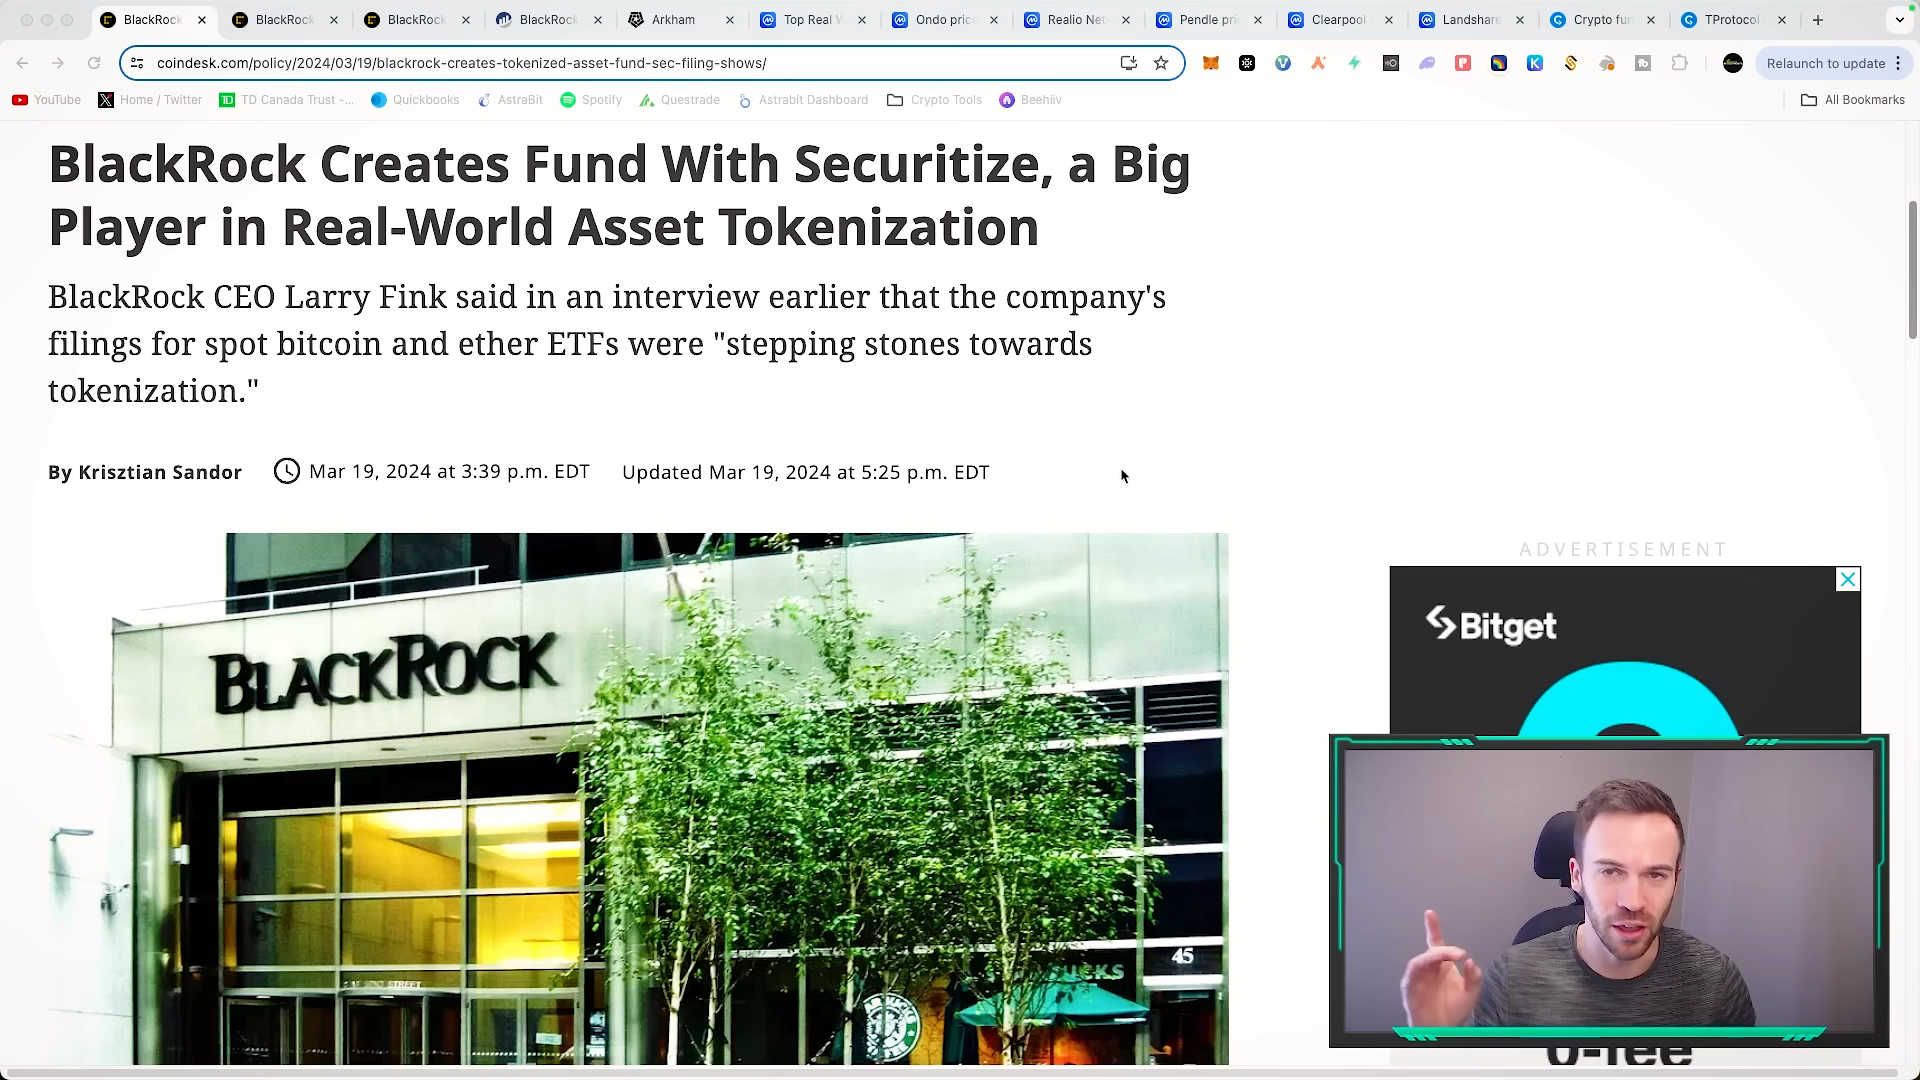 BlackRock
BlackRock
BlackRock
BlackRock
Arkham
Top Real W
Ondo pric
Realio Net
Pendle pri
Clearpool
Landshare
Crypto fun
TProtocol
coindesk.com/policy/2024/03/19/blackrock-creates-tokenized-asset-fund-sec-filing-shows/
Relaunch to update
YouTube
Home / Twitter
TD Canada Trust -...
Quickbooks
AstraBit
Spotify
Questrade
Astrabit Dashboard
Crypto Tools
Beehiiv
All Bookmarks
BlackRock Creates Fund With Securitize, a Big
Player in Real-World Asset Tokenization
BlackRock CEO Larry Fink said in an interview earlier that the company's
filings for spot bitcoin and ether ETFs were "stepping stones towards
tokenization."
By Krisztian Sandor
Mar 19, 2024 at 3:39 p.m. EDT
Updated Mar 19, 2024 at 5:25 p.m. EDT
ADVERTISEMENT
Bitget
BLACKROCK
45
0-fee